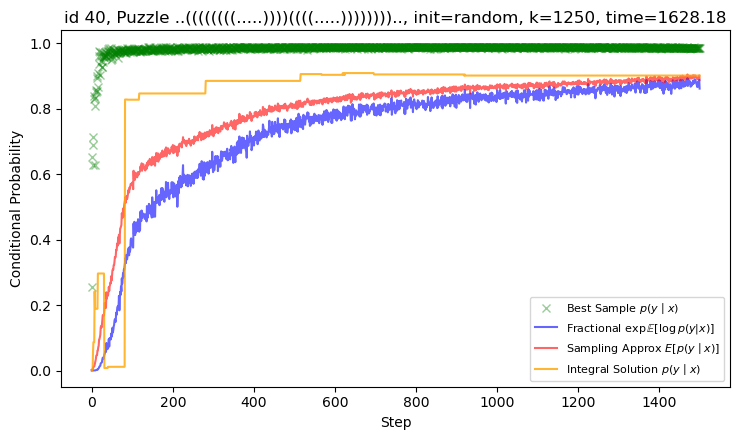 id 40, Puzzle ..((((((((.....))))((((.....)))))))).., init=random, k=1250, time=1628.18
Conditional Probability
1.0
0.8
0.6
0.4
0.2
0.0
Best Sample p(y | x)
Fractional exp𝔼[log p(y|x)]
Sampling Approx E[p(y | x)]
Integral Solution p(y | x)
0 200 400 600 800 1000 1200 1400
Step